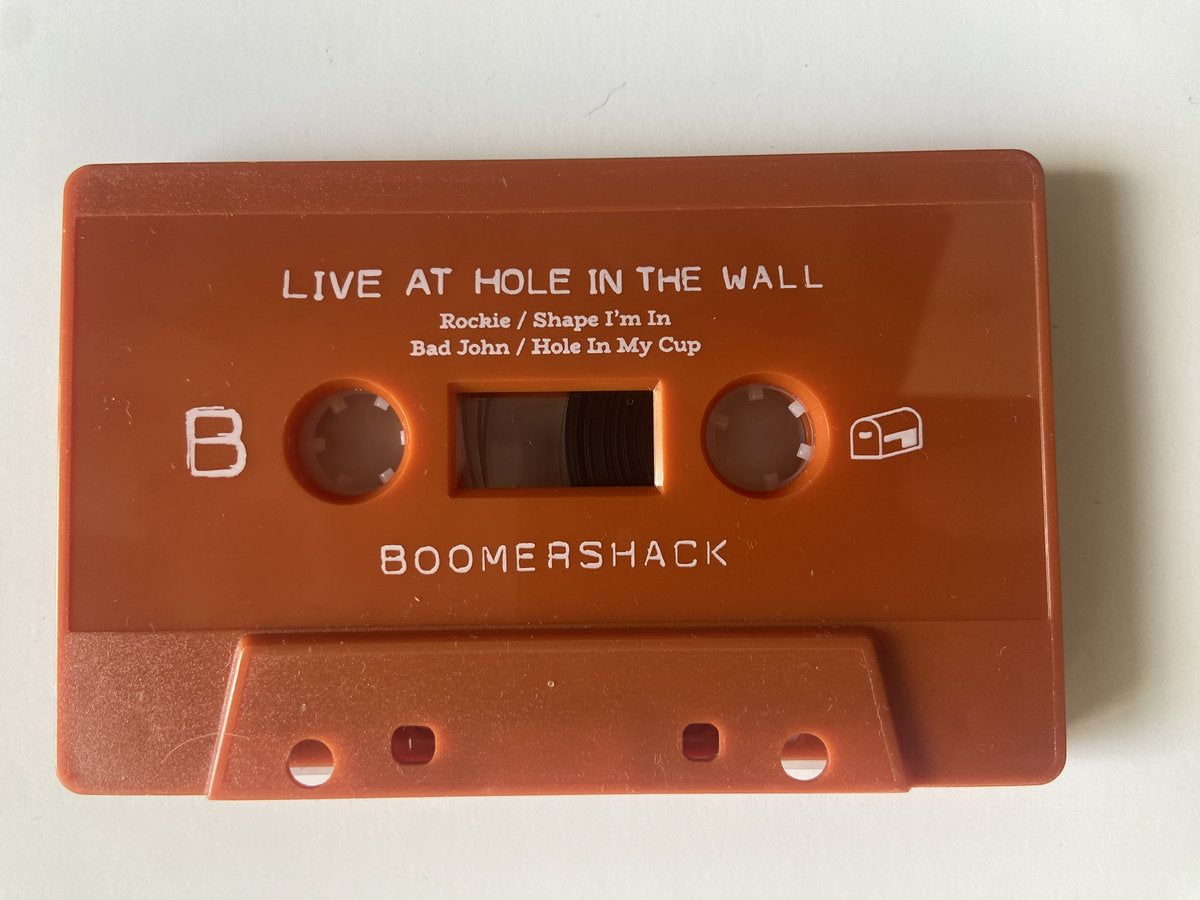 LIVE AT HOLE IN THE WALL
Rockie / Shape I'm In
Bad John / Hole In My Cup
B
BOOMERSHACK